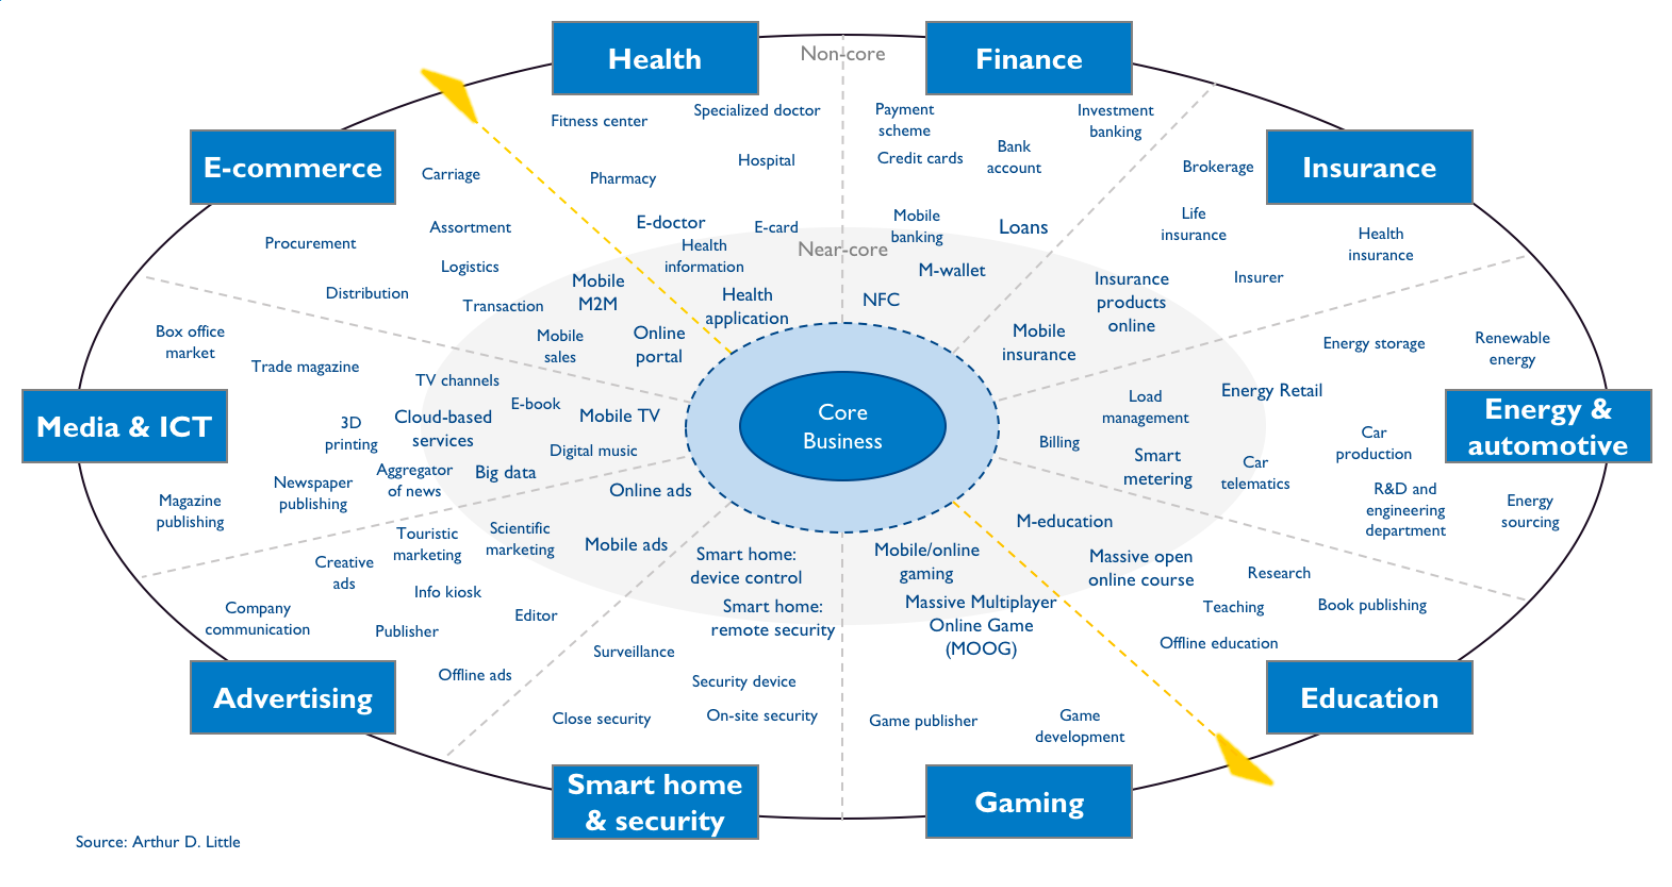 Health
Non-core
Finance
E-commerce
Insurance
Fitness center
Specialized doctor
Hospital
Pharmacy
E-doctor
E-card
Health
information
Health
application
Near-core
Payment
scheme
Investment
banking
Credit cards
Bank
account
Mobile
banking
Loans
M-wallet
NFC
Brokerage
Life
insurance
Health
insurance
Insurer
Insurance
products
online
Mobile
insurance
Carriage
Assortment
Procurement
Logistics
Distribution
Transaction
Mobile
M2M
Mobile
sales
Online
portal
Box office
market
Trade magazine
TV channels
E-book
Mobile TV
3D
printing
Cloud-based
services
Digital music
Aggregator
of news
Big data
Newspaper
publishing
Magazine
publishing
Media & ICT
Core
Business
Energy storage
Renewable
energy
Energy Retail
Load
management
Billing
Smart
metering
Car
telematics
Car
production
R&D and
engineering
department
Energy
sourcing
Energy &
automotive
Online ads
Scientific
marketing
Mobile ads
Touristic
marketing
Creative
ads
Info kiosk
Company
communication
Publisher
Editor
Offline ads
Advertising
Smart home:
device control
Smart home:
remote security
Surveillance
Security device
Close security
On-site security
Smart home
& security
Mobile/online
gaming
Massive Multiplayer
Online Game
(MOOG)
Game publisher
Game
development
Gaming
M-education
Massive open
online course
Research
Teaching
Book publishing
Offline education
Education
Source: Arthur D. Little